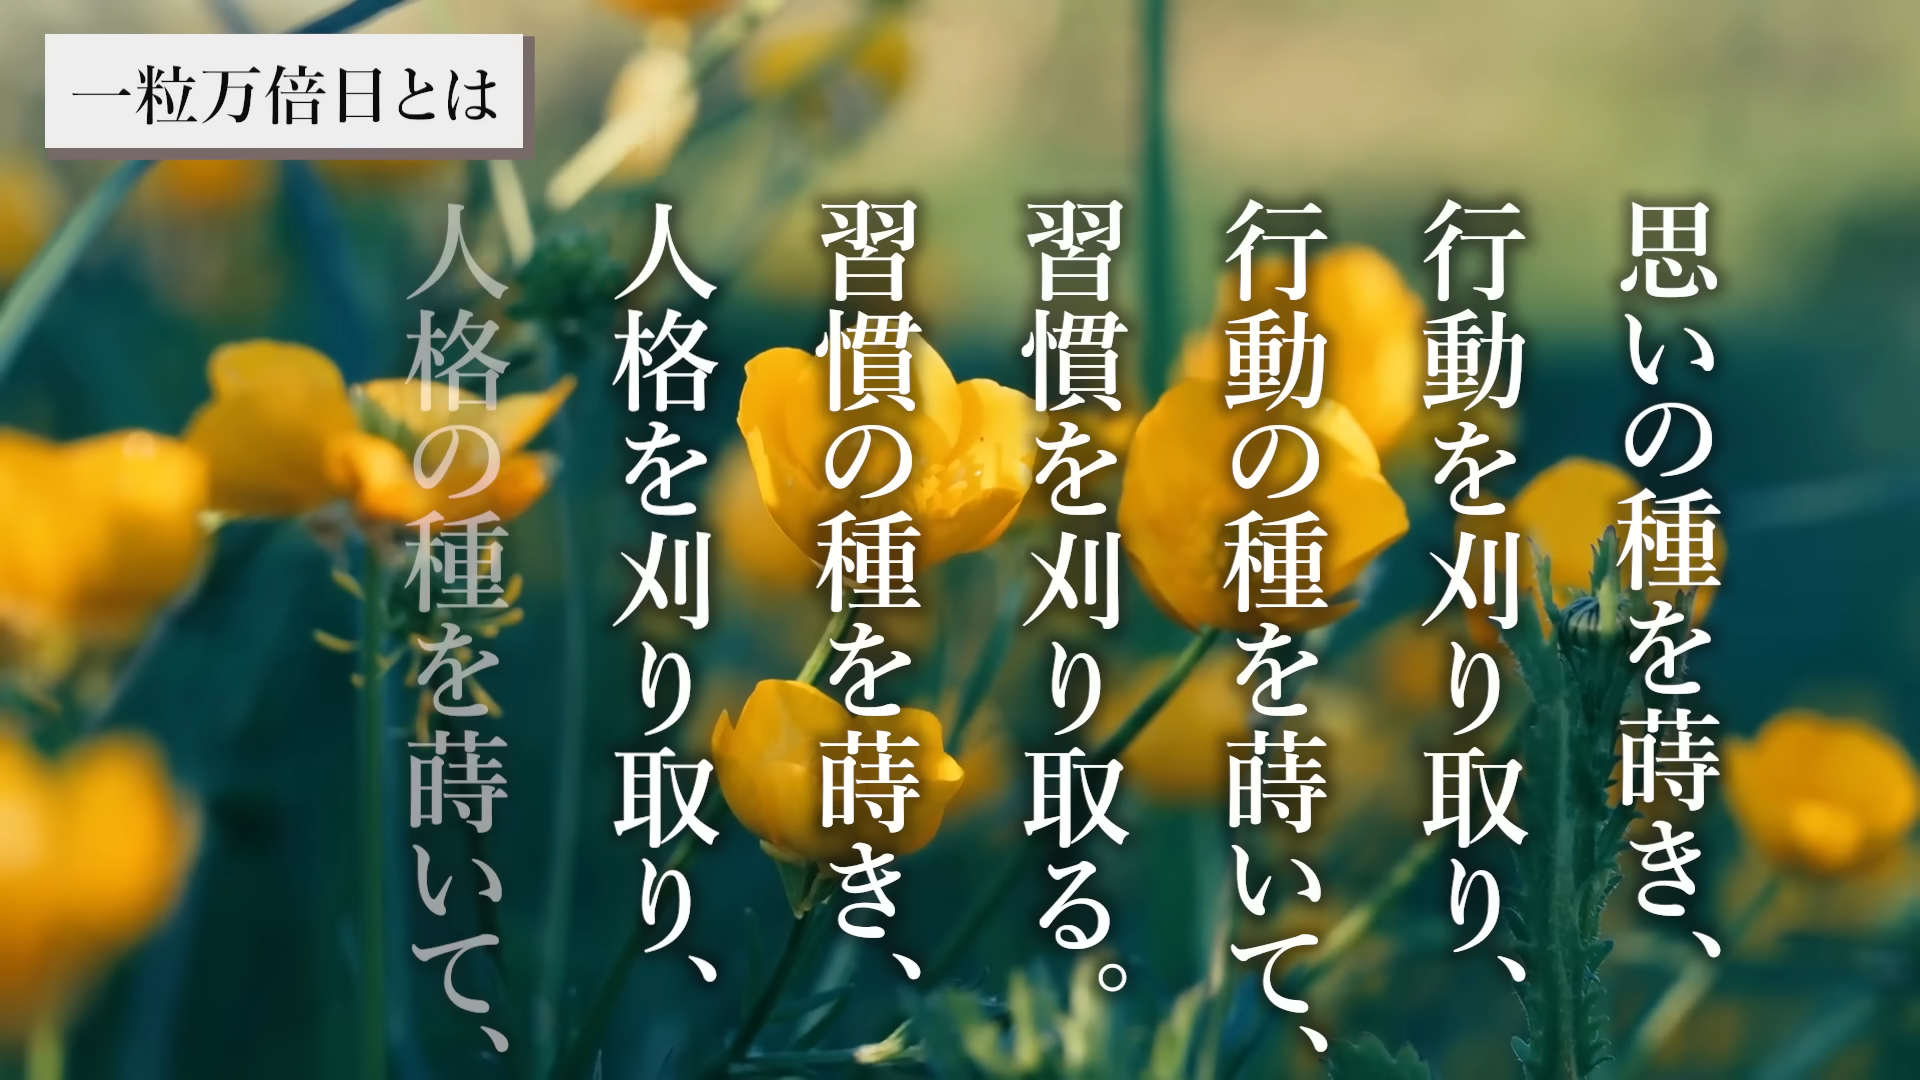 一粒万倍日とは
思いの種を蒔き、
行動を刈り取り、
行動の種を蒔いて、
習慣を刈り取る。
習慣の種を蒔き、
人格を刈り取り、
人格の種を蒔いて、